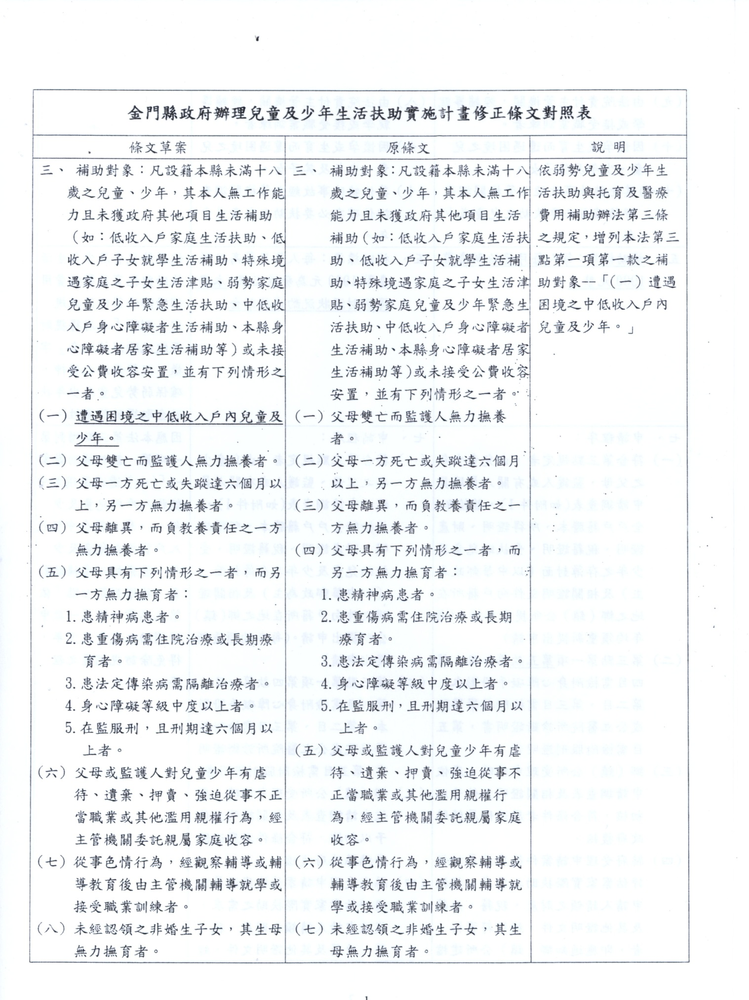 金門縣政府辦理兒童及少年生活扶助實施計畫修正條文對照表
條文草案
三、 補助對象：凡設籍本縣未滿十八
歲之兒童、少年，其本人無工作能
力且未獲政府其他項目生活補助
（如：低收入戶家庭生活扶助、低
收入戶子女就學生活補助、特殊境
遇家庭之子女生活津貼、弱勢家庭
兒童及少年緊急生活扶助、中低收
入戶身心障礙者生活補助、本縣身
心障礙者居家生活補助等）或未接
受公費收容安置，並有下列情形之
一者。
（一）遭遇困境之中低收入戶內兒童及
少年。
（二）父母雙亡而監護人無力撫養者。
（三）父母一方死亡或失蹤達六個月以
上，另一方無力撫養者。
（四）父母離異，而負教養責任之一方
無力撫養者。
（五）父母具有下列情形之一者，而另
一方無力撫育者：
1.患精神病患者。
2.患重傷病需住院治療或長期療
育者。
3.患法定傳染病需隔離治療者。
4.身心障礙等級中度以上者。
5.在監服刑，且刑期達六個月以
上者。
（六）父母或監護人對兒童少年有虐
待、遺棄、押賣、強迫從事不正
當職業或其他濫用親權行為，經
主管機關委託親屬家庭收容。
（七）從事色情行為，經觀察輔導或輔
導教育後由主管機關輔導就學或
接受職業訓練者。
（八）未經認領之非婚生子女，其生母
無力撫育者。
原條文
三、 補助對象：凡設籍本縣未滿十八
歲之兒童、少年，其本人無工作
能力且未獲政府其他項目生活
補助（如：低收入戶家庭生活扶
助、低收入戶子女就學生活補
助、特殊境遇家庭之子女生活津
貼、弱勢家庭兒童及少年緊急生
活扶助、中低收入戶身心障礙者
生活補助、本縣身心障礙者居家
生活補助等）或未接受公費收容
安置，並有下列情形之一者。
（一）父母雙亡而監護人無力撫養
者。
（二）父母一方死亡或失蹤達六個月
以上，另一方無力撫養者。
（三）父母離異，而負教養責任之一
方無力撫養者。
（四）父母具有下列情形之一者，而
另一方無力撫育者：
1.患精神病患者。
2.患重傷病需住院治療或長期
療育者。
3.患法定傳染病需隔離治療者。
4.身心障礙等級中度以上者。
5.在監服刑，且刑期達六個月以
上者。
（五）父母或監護人對兒童少年有虐
待、遺棄、押賣、強迫從事不
正當職業或其他濫用親權行
為，經主管機關委託親屬家庭
收容。
（六）從事色情行為，經觀察輔導或
輔導教育後由主管機關輔導就
學或接受職業訓練者。
（七）未經認領之非婚生子女，其生
母無力撫育者。
說明
依弱勢兒童及少年生
活扶助與托育及醫療
費用補助辦法第三條
之規定，增列本法第三
點第一項第一款之補
助對象－「（一）遭遇
困境之中低收入戶內
兒童及少年。」
1